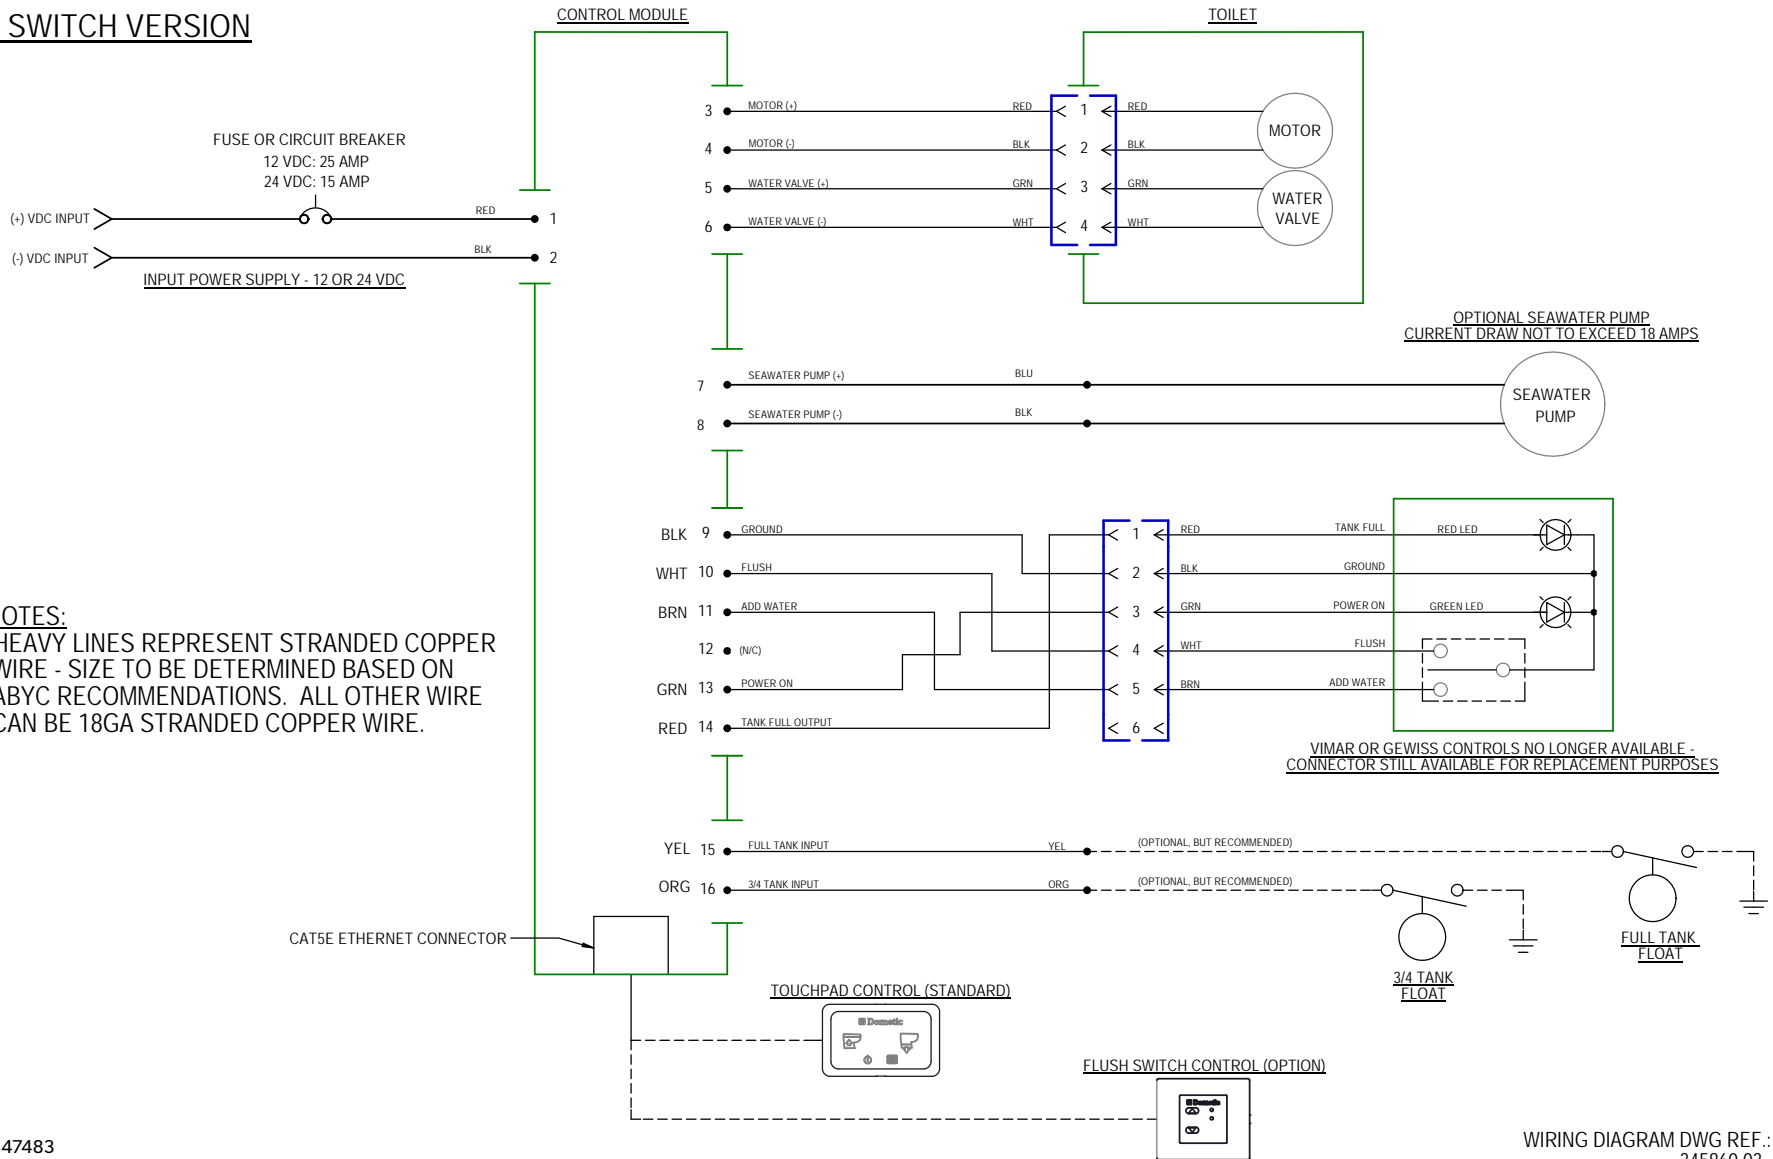 SWITCH VERSION
CONTROL MODULE
TOILET
FUSE OR CIRCUIT BREAKER
12 VDC: 25 AMP
24 VDC: 15 AMP
(+) VDC INPUT
RED
1
(-) VDC INPUT
BLK
2
INPUT POWER SUPPLY - 12 OR 24 VDC
3 MOTOR (+) RED 1 RED
4 MOTOR (-) BLK 2 BLK
MOTOR
5 WATER VALVE (+) GRN 3 GRN
6 WATER VALVE (-) WHT 4 WHT
WATER
VALVE
OPTIONAL SEAWATER PUMP
CURRENT DRAW NOT TO EXCEED 18 AMPS
7 SEAWATER PUMP (+) BLU
8 SEAWATER PUMP (-) BLK
SEAWATER
PUMP
BLK 9 GROUND 1 RED TANK FULL RED LED
WHT 10 FLUSH 2 BLK GROUND
BRN 11 ADD WATER 3 GRN POWER ON GREEN LED
12 (N/C) 4 WHT FLUSH
GRN 13 POWER ON 5 BRN ADD WATER
RED 14 TANK FULL OUTPUT 6
VIMAR OR GEWISS CONTROLS NO LONGER AVAILABLE -
CONNECTOR STILL AVAILABLE FOR REPLACEMENT PURPOSES
OTES:
HEAVY LINES REPRESENT STRANDED COPPER
WIRE - SIZE TO BE DETERMINED BASED ON
ABYC RECOMMENDATIONS. ALL OTHER WIRE
CAN BE 18GA STRANDED COPPER WIRE.
YEL 15 FULL TANK INPUT YEL (OPTIONAL, BUT RECOMMENDED)
ORG 16 3/4 TANK INPUT ORG (OPTIONAL, BUT RECOMMENDED)
FULL TANK
FLOAT
3/4 TANK
FLOAT
CAT5E ETHERNET CONNECTOR
TOUCHPAD CONTROL (STANDARD)
Dometic
FLUSH SWITCH CONTROL (OPTION)
Dometic
47483
WIRING DIAGRAM DWG REF.: